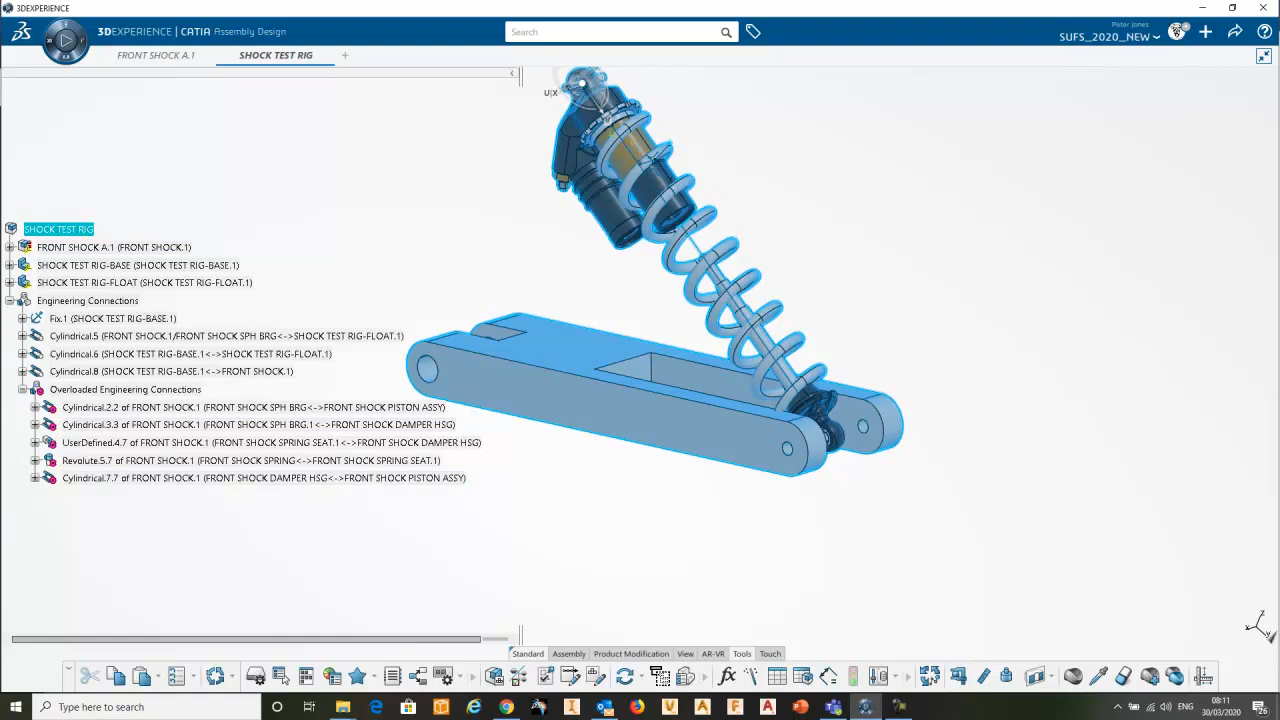 3DEXPERIENCE
3DEXPERIENCE | CATIA Assembly Design
Search
Peter Jones
SUFS_2020_NEW
FRONT SHOCK A.1
SHOCK TEST RIG
U|X
SHOCK TEST RIG
FRONT SHOCK A.1 (FRONT SHOCK.1)
SHOCK TEST RIG-BASE (SHOCK TEST RIG-BASE.1)
SHOCK TEST RIG-FLOAT (SHOCK TEST RIG-FLOAT.1)
Engineering Connections
Fix.1 (SHOCK TEST RIG-BASE.1)
Cylindrical.5 (FRONT SHOCK.1/FRONT SHOCK SPH BRG<->SHOCK TEST RIG-FLOAT.1)
Cylindrical.6 (SHOCK TEST RIG-BASE.1<->SHOCK TEST RIG-FLOAT.1)
Cylindrical.8 (SHOCK TEST RIG-BASE.1<->FRONT SHOCK.1)
Overloaded Engineering Connections
Cylindrical.2.2 of FRONT SHOCK.1 (FRONT SHOCK SPH BRG<->FRONT SHOCK PISTON ASSY)
Cylindrical.3.3 of FRONT SHOCK.1 (FRONT SHOCK SPH BRG.1<->FRONT SHOCK DAMPER HSG)
UserDefined.4.7 of FRONT SHOCK.1 (FRONT SHOCK SPRING SEAT.1<->FRONT SHOCK DAMPER HSG)
Revolute.5.7 of FRONT SHOCK.1 (FRONT SHOCK SPRING<->FRONT SHOCK SPRING SEAT.1)
Cylindrical.7.7 of FRONT SHOCK.1 (FRONT SHOCK DAMPER HSG<->FRONT SHOCK PISTON ASSY)
Z
X
Standard Assembly Product Modification View AR-VR Tools Touch
Type here to search
ENG
08:11
30/03/2020